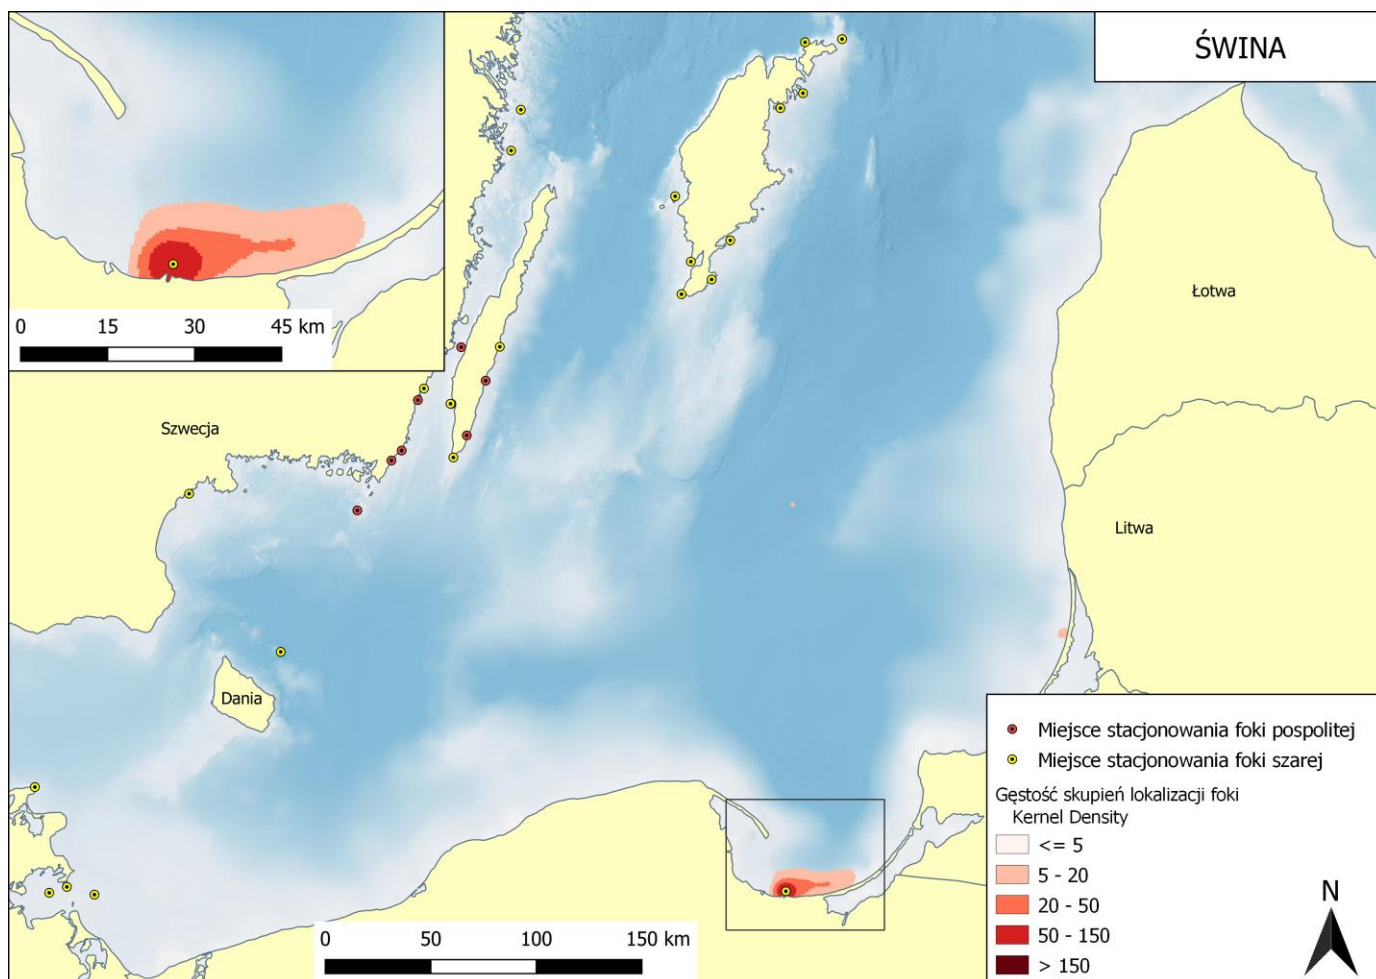 ŚWINA
0 15 30 45 km
Łotwa
Szwecja
Litwa
Dania
Miejsce stacjonowania foki pospolitej
Miejsce stacjonowania foki szarej
Gęstość skupień lokalizacji foki
Kernel Density
<= 5
5 - 20
20 - 50
50 - 150
> 150
N
0 50 100 150 km